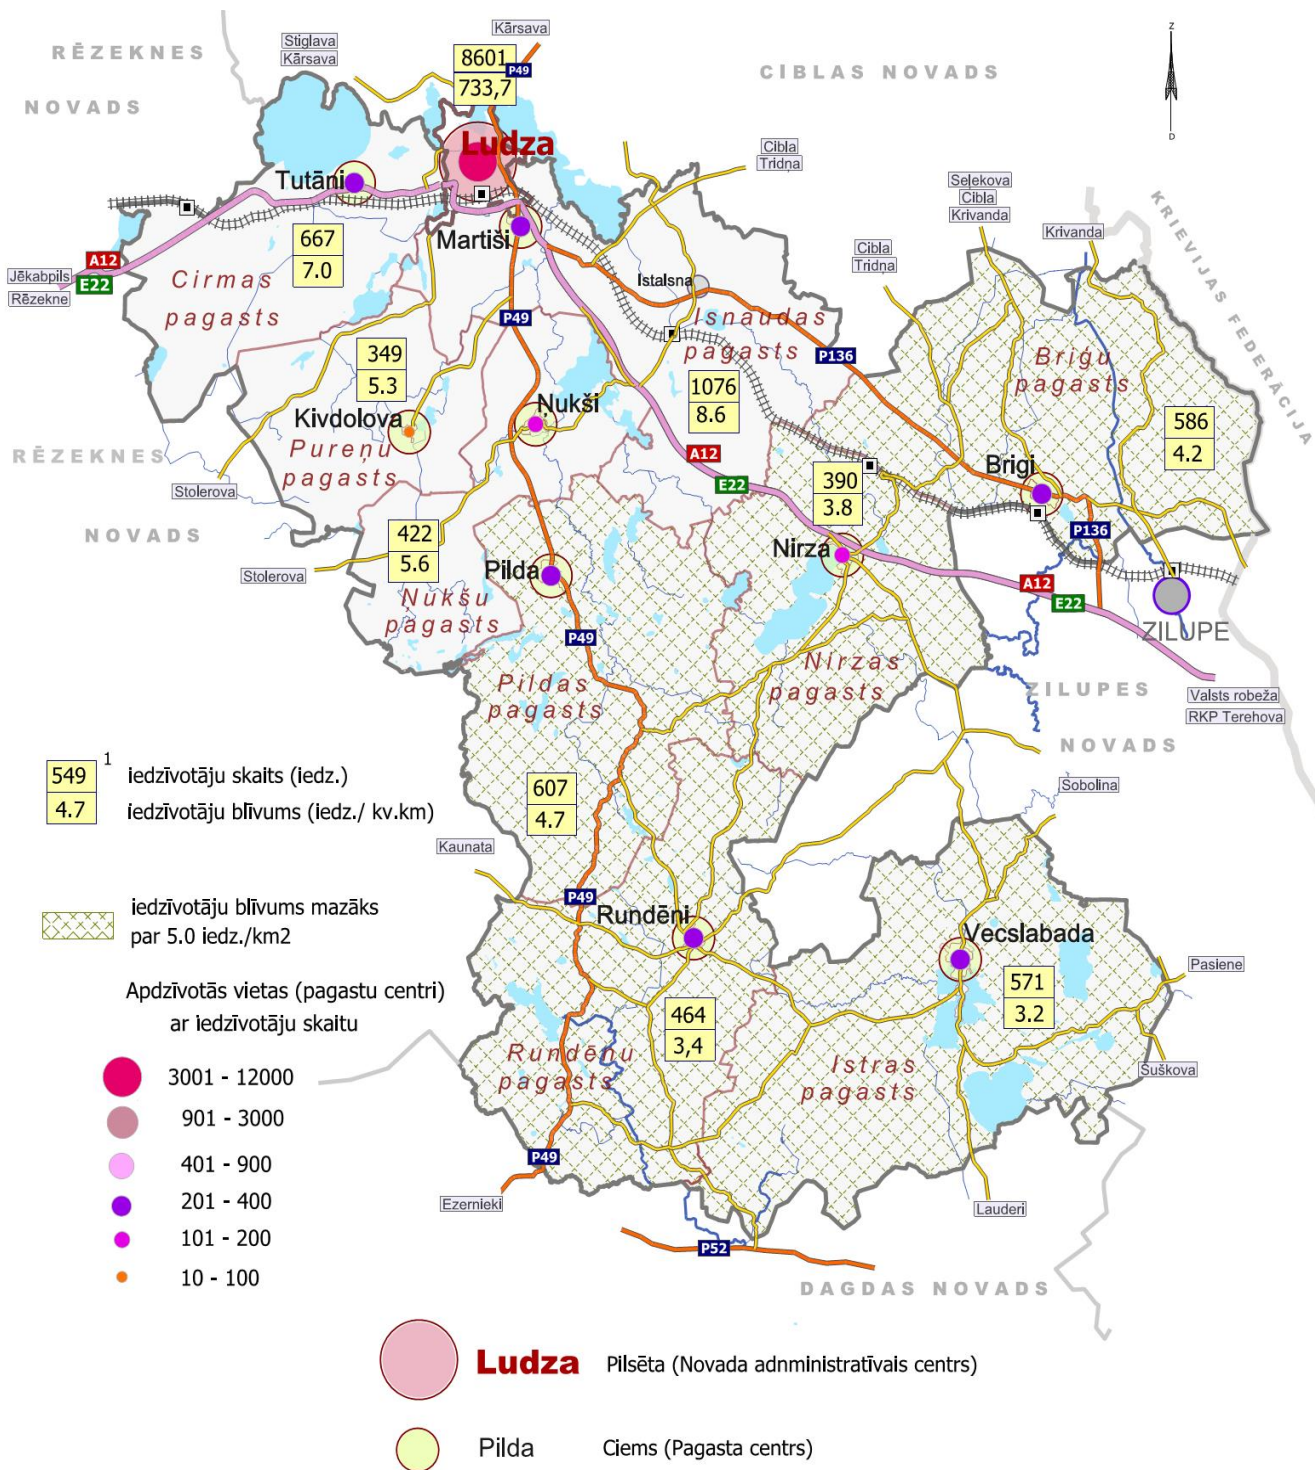 Kārsava
Stiglava
Kārsava
8601
P49
733,7
RĒZEKNES
NOVADS
CIBLAS NOVADS
Z
D
Ludza
Cibla
Tridņa
Tutāni
Martiši
Seļekova
Cibla
Krivanda
Krivanda
KRIEVIJAS FEDERĀCIJA
667
7.0
A12
E22
Jēkabpils
Rēzekne
Cirmas
pagasts
Cibla
Tridņa
Istalsna
P49
Isnaudas
pagasts
P136
Briģu
pagasts
349
5.3
1076
8.6
Kivdolova
Ņukši
Pureņu
pagasts
586
4.2
RĒZEKNES
NOVADS
Stolerova
A12
E22
390
3.8
Brigi
P136
422
5.6
Stolerova
Pilda
Nirza
A12
E22
Ņukšu
pagasts
P49
ZILUPE
Nirzas
pagasts
Pildas
pagasts
ZILUPES
NOVADS
Valsts robeža
RKP Terehova
549
1
iedzīvotāju skaits (iedz.)
4.7
iedzīvotāju blīvums (iedz./ kv.km)
607
4.7
Sobolina
Kaunata
P49
iedzīvotāju blīvums mazāks
par 5.0 iedz./km2
Rundēni
Vecslabada
Pasiene
571
3.2
Apdzīvotās vietas (pagastu centri)
ar iedzīvotāju skaitu
464
3,4
Rundēņu
pagasts
Istras
pagasts
Šuškova
3001 - 12000
901 - 3000
401 - 900
201 - 400
101 - 200
10 - 100
P49
Ezernieki
Lauderi
P52
DAGDAS NOVADS
Ludza
Pilsēta (Novada adnministratīvais centrs)
Pilda
Ciems (Pagasta centrs)